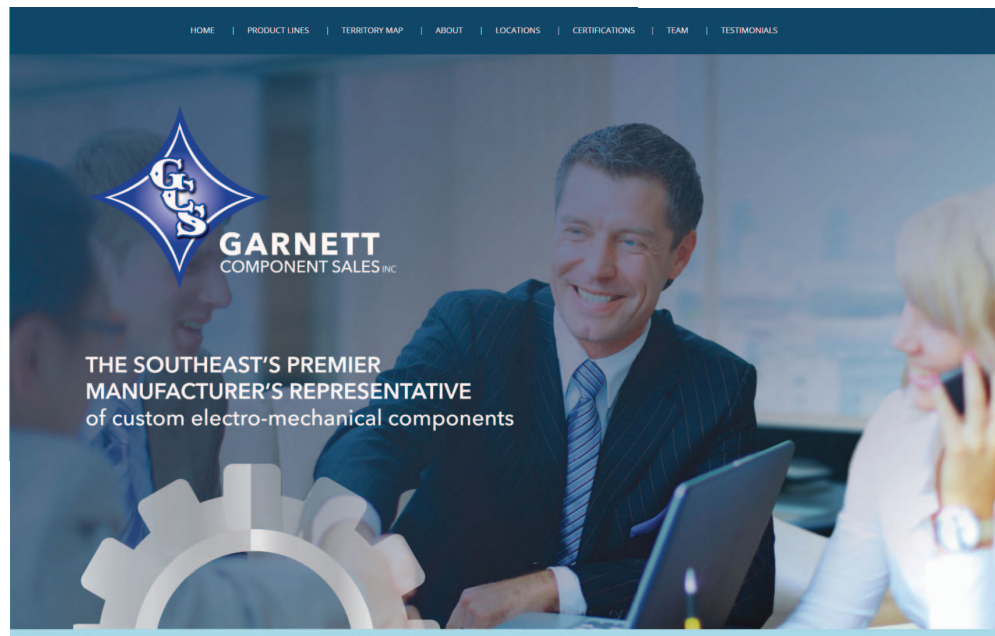 HOME | PRODUCT LINES | TERRITORY MAP | ABOUT | LOCATIONS | CERTIFICATIONS | TEAM | TESTIMONIALS
GCS
GARNETT
COMPONENT SALES INC
THE SOUTHEAST'S PREMIER
MANUFACTURER'S REPRESENTATIVE
of custom electro-mechanical components